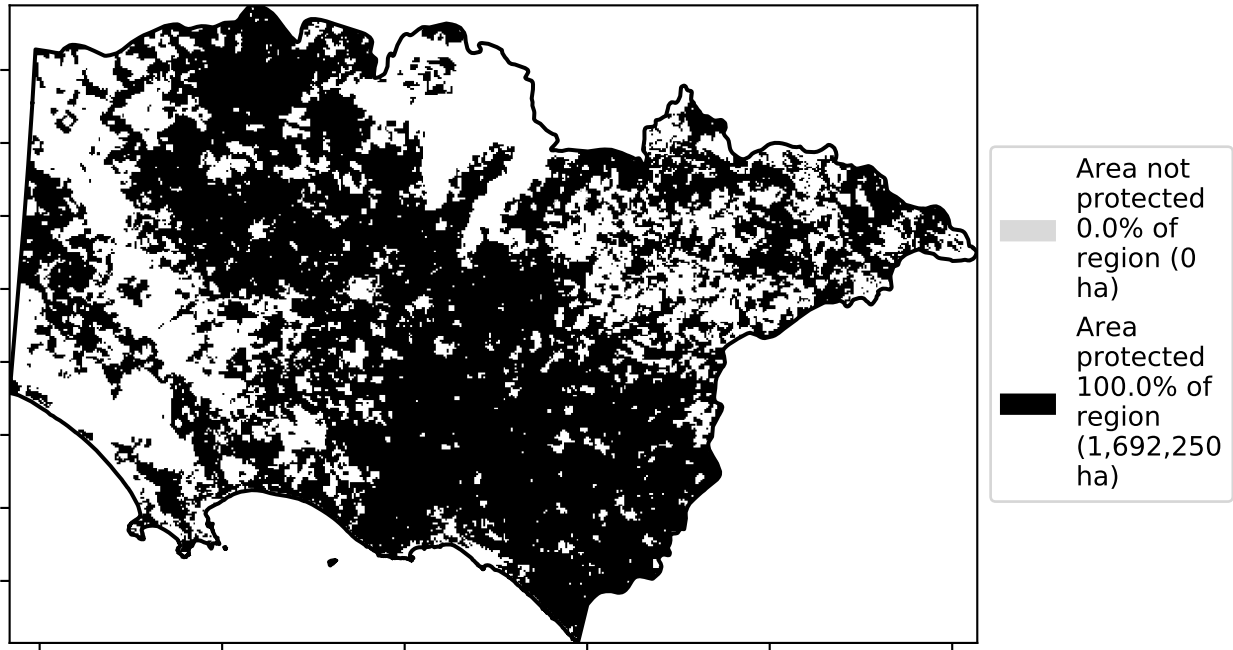 Area not
protected
0.0% of
region (0
ha)
Area
protected
100.0% of
region
(1,692,250
ha)